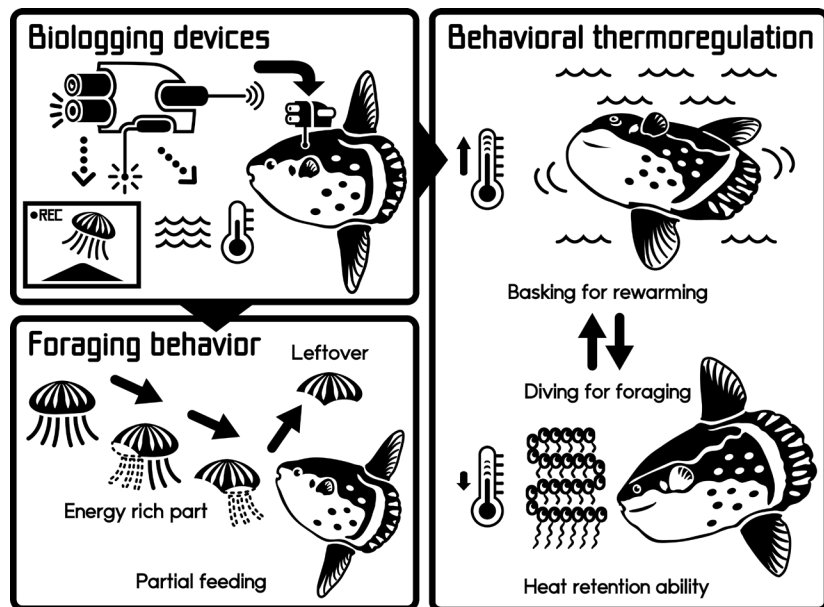 Biologging devices
REC
Foraging behavior
Leftover
Energy rich part
Partial feeding
Behavioral thermoregulation
Basking for rewarming
Diving for foraging
Heat retention ability